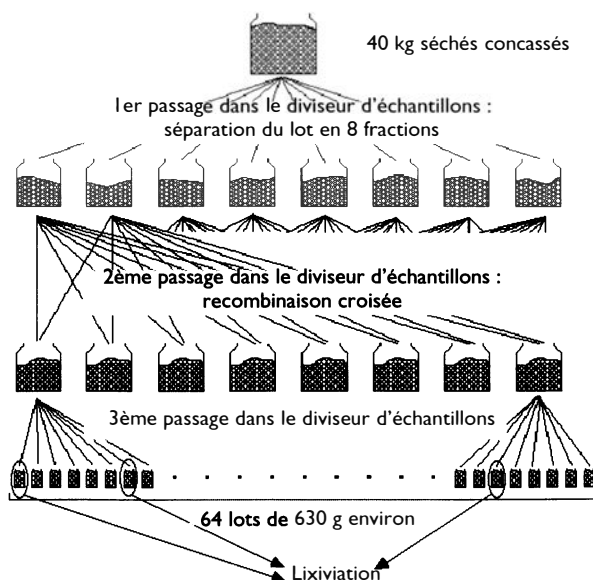 40 kg séchés concassés
1er passage dans le diviseur d'échantillons :
séparation du lot en 8 fractions
2ème passage dans le diviseur d'échantillons :
recombinaison croisée
3ème passage dans le diviseur d'échantillons
64 lots de 630 g environ
Lixiviation